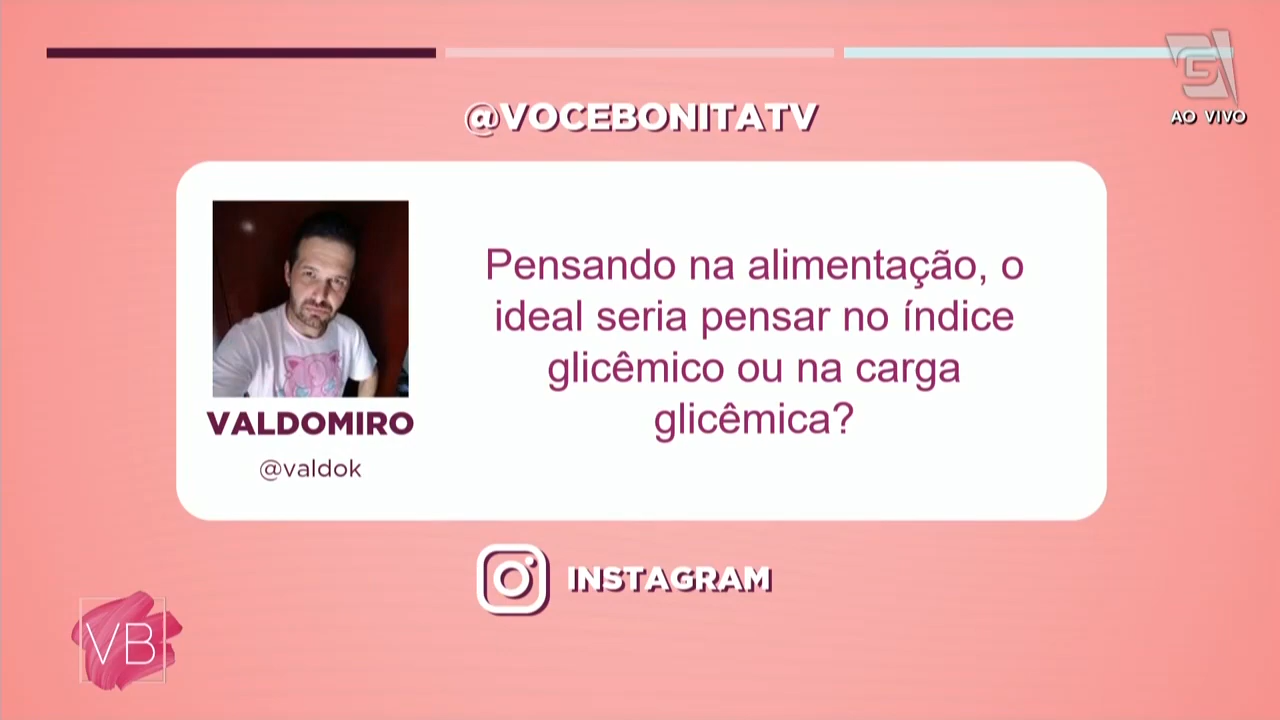 @VOCEBONITATV
AO VIVO
Pensando na alimentação, o
ideal seria pensar no índice
glicêmico ou na carga
glicêmica?
VALDOMIRO
@valdok
INSTAGRAM
VB